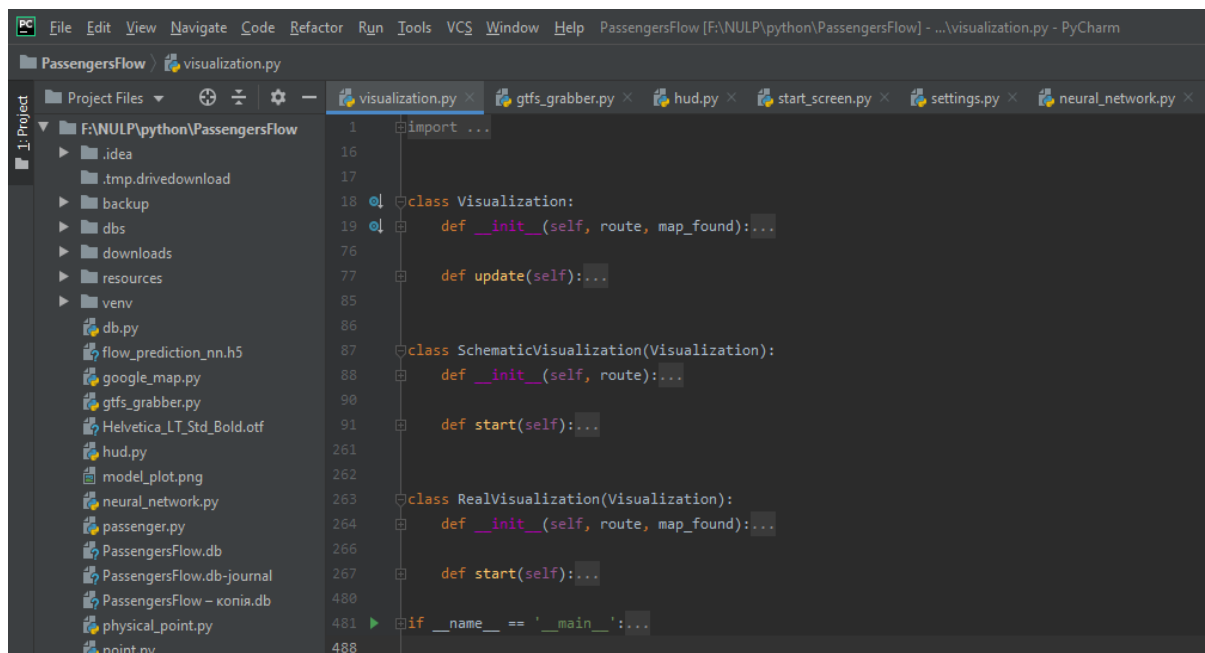 PC File Edit View Navigate Code Refactor Run Tools VCS Window Help PassengersFlow [F:\NULP\python\PassengersFlow] - ...\visualization.py - PyCharm
PassengersFlow visualization.py
1: Project
Project Files
visualization.py gtfs_grabber.py hud.py start_screen.py settings.py neural_network.py
F:\NULP\python\PassengersFlow
.idea
.tmp.drivedownload
backup
dbs
downloads
resources
venv
db.py
flow_prediction_nn.h5
google_map.py
gtfs_grabber.py
Helvetica_LT_Std_Bold.otf
hud.py
model_plot.png
neural_network.py
passenger.py
PassengersFlow.db
PassengersFlow.db-journal
PassengersFlow – копія.db
physical_point.py
point.py
1 import ...
16
17
18 class Visualization:
19 def __init__(self, route, map_found):...
76
77 def update(self):...
85
86
87 class SchematicVisualization(Visualization):
88 def __init__(self, route):...
90
91 def start(self):...
261
262
263 class RealVisualization(Visualization):
264 def __init__(self, route, map_found):...
266
267 def start(self):...
480
481 if __name__ == '__main__':...
488